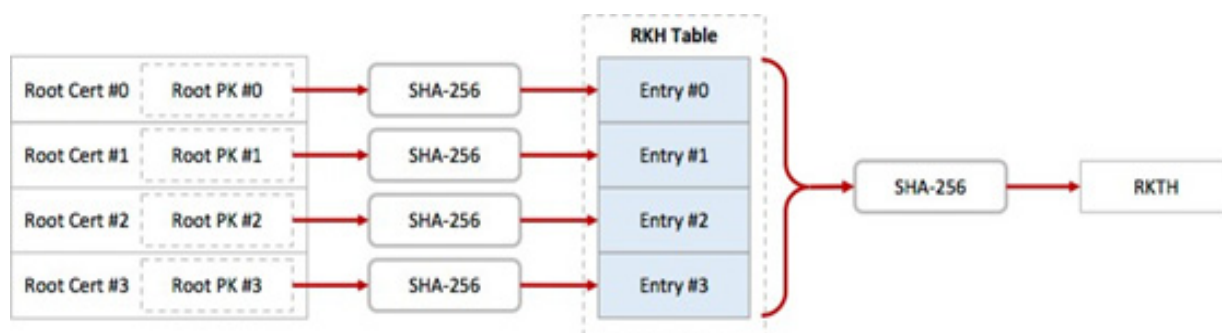 RKH Table
Root Cert #0 Root PK #0 SHA-256 Entry #0
Root Cert #1 Root PK #1 SHA-256 Entry #1
SHA-256 RKTH
Root Cert #2 Root PK #2 SHA-256 Entry #2
Root Cert #3 Root PK #3 SHA-256 Entry #3